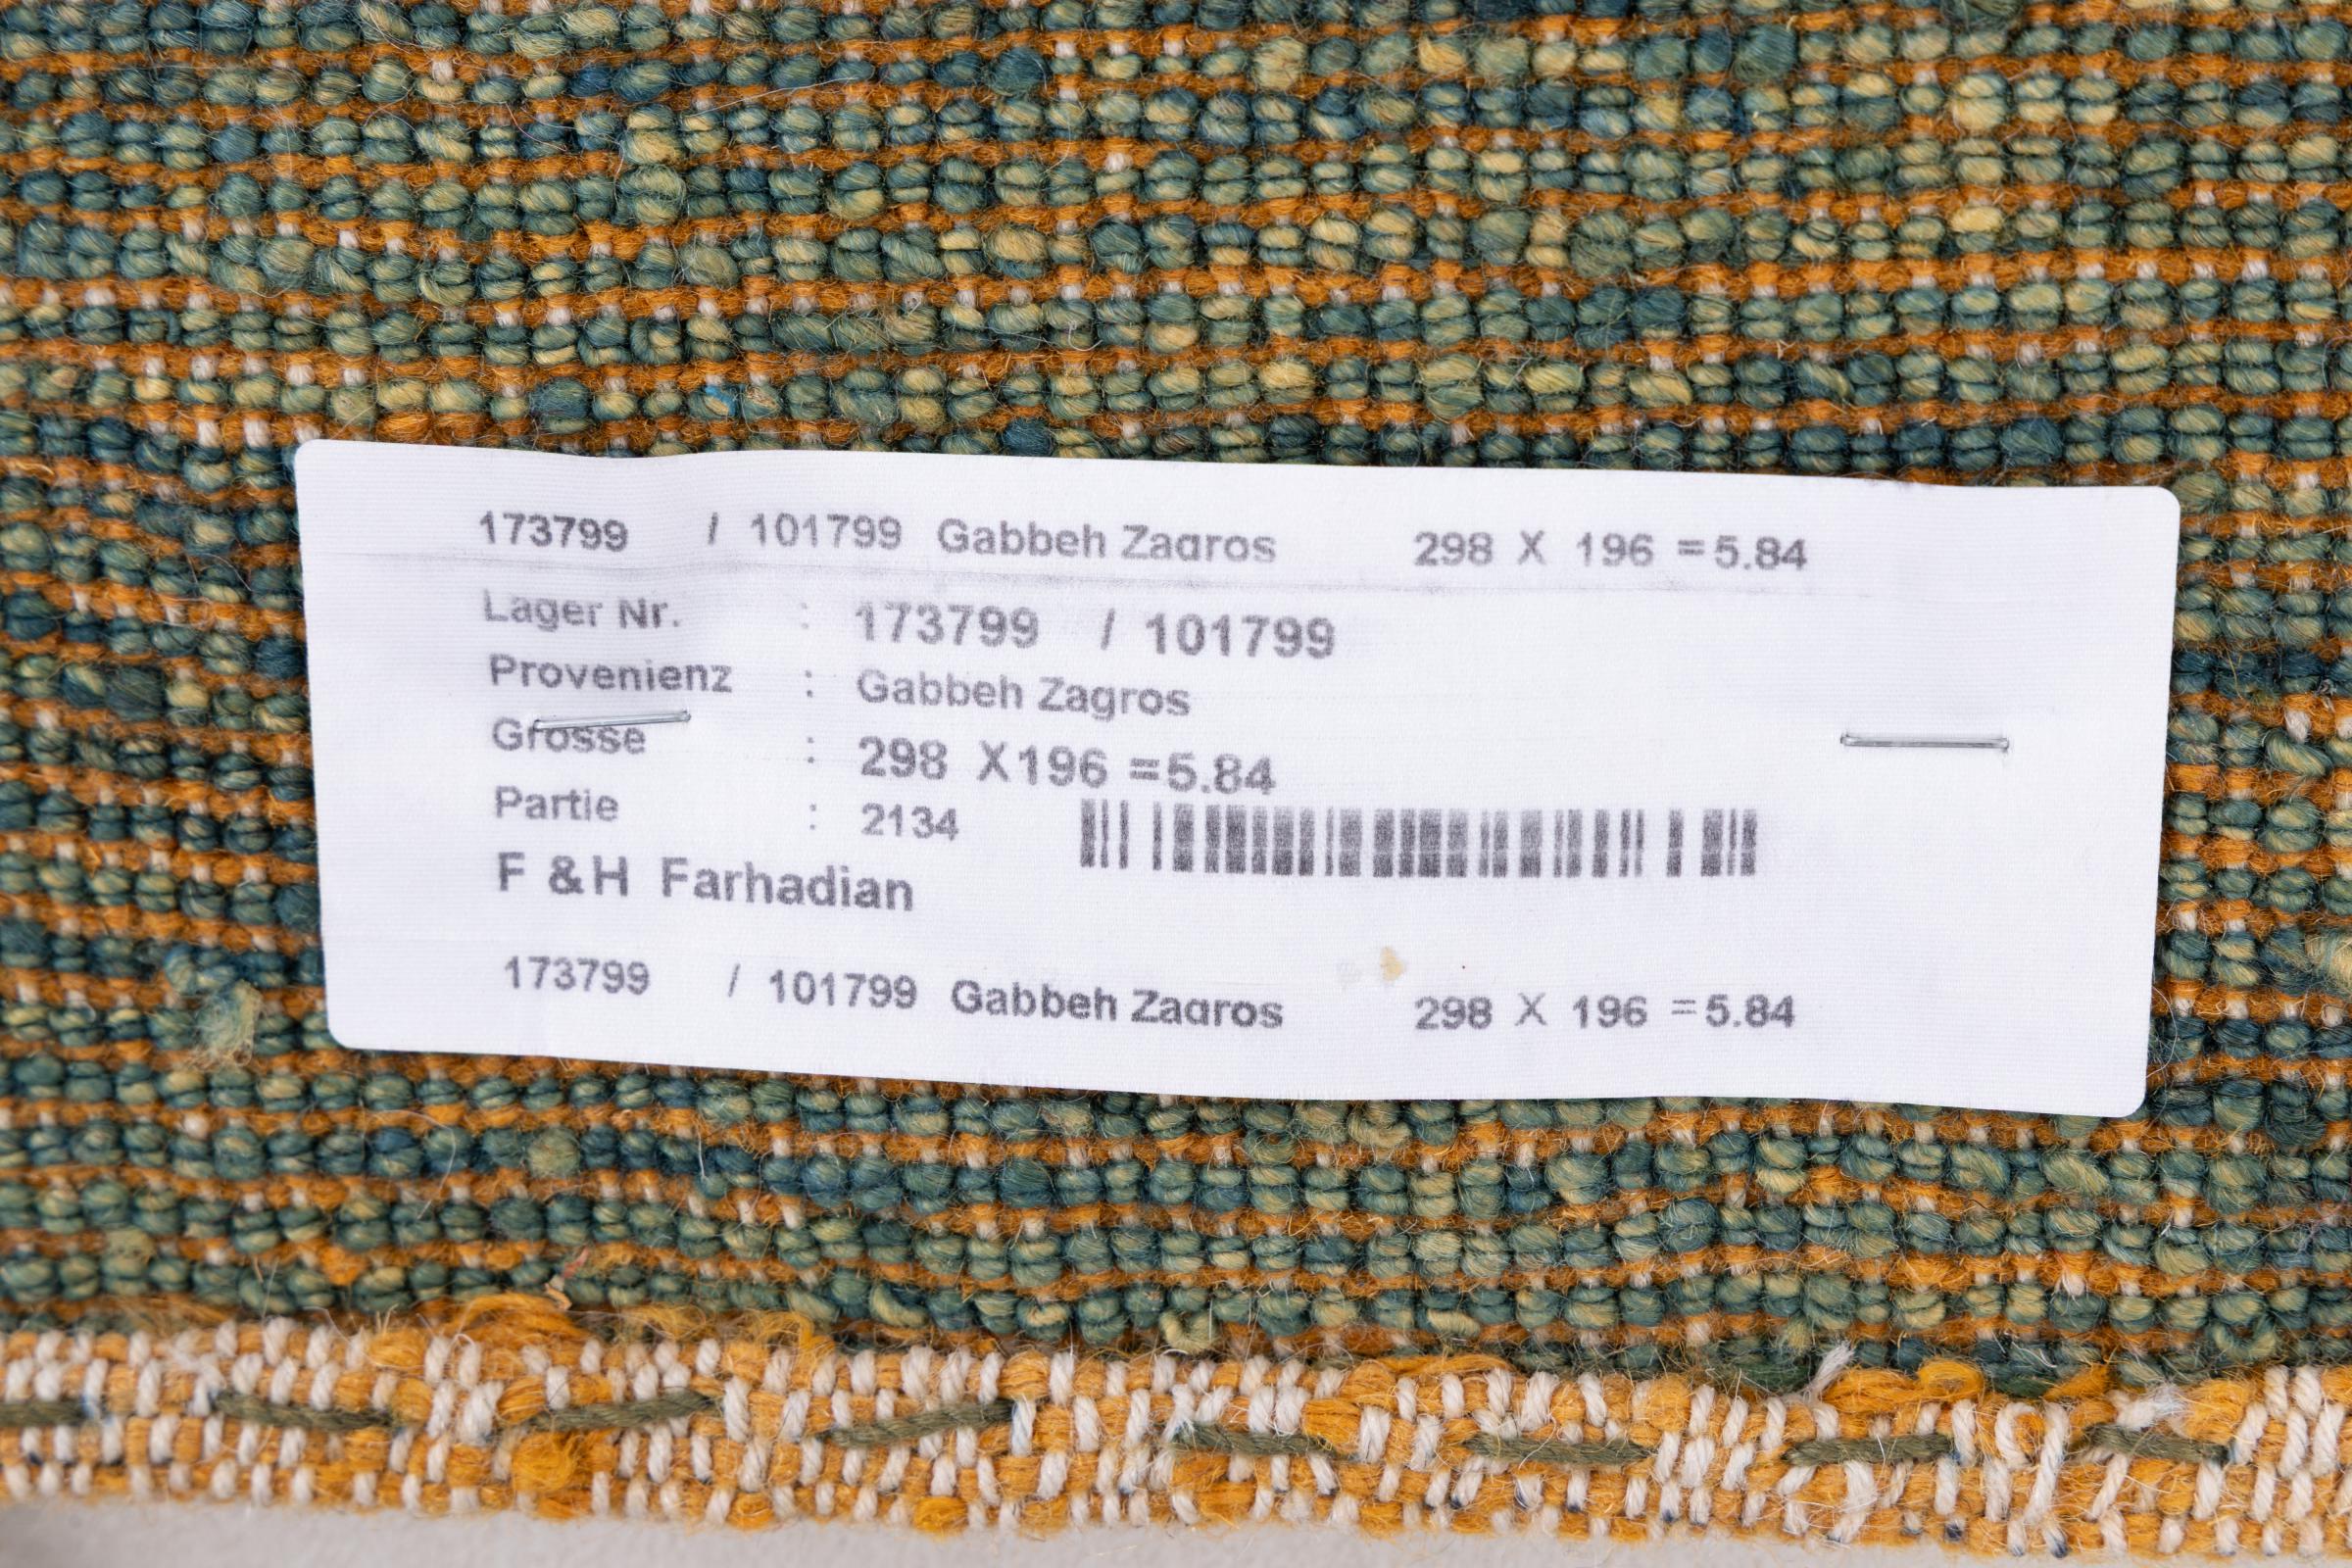 173799 / 101799 Gabbeh Zagros 298 X 196 =5.84
Lager Nr. : 173799 / 101799
Provenienz : Gabbeh Zagros
Grosse : 298 X196 =5.84
Partie : 2134
F &H Farhadian
173799 / 101799 Gabbeh Zagros 298 X 196 =5.84